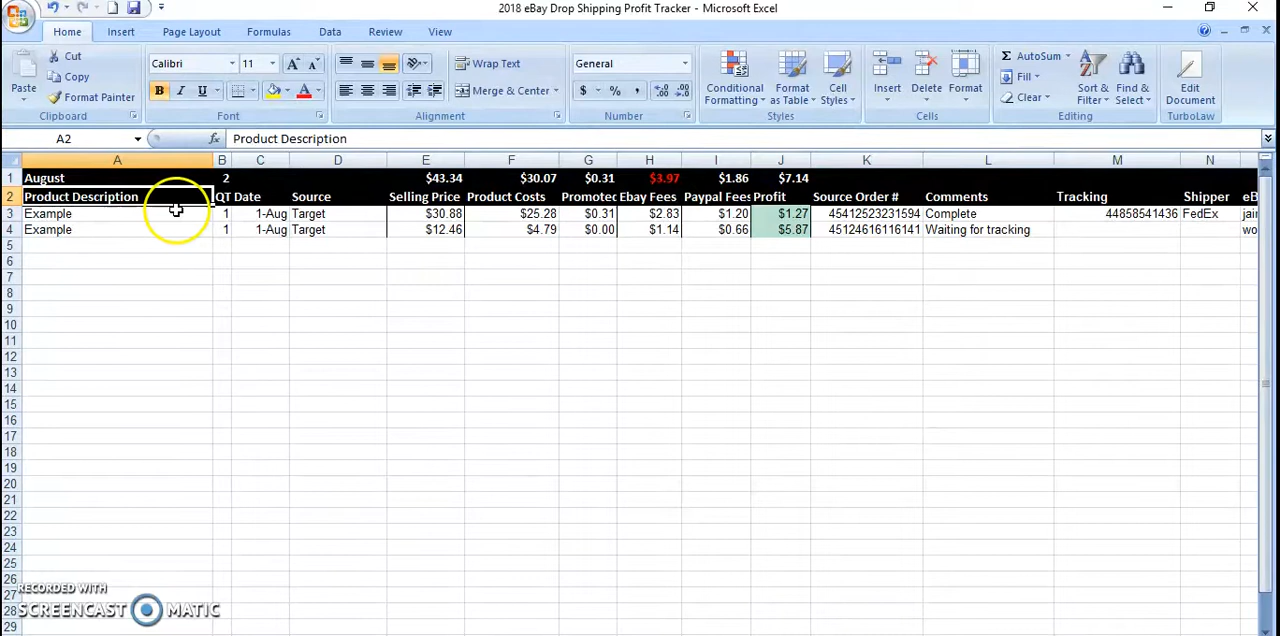 2018 eBay Drop Shipping Profit Tracker - Microsoft Excel
Home Insert Page Layout Formulas Data Review View
Cut
Copy
Format Painter
Paste
Clipboard
Calibri 11
B I U
Font
Wrap Text
Merge & Center
Alignment
General
$ % ,
Number
Conditional Formatting
Format as Table
Cell Styles
Styles
Insert Delete Format
Cells
Σ AutoSum
Fill
Clear
Sort & Filter
Find & Select
Editing
Edit Document
TurboLaw
A2 fx Product Description
A B C D E F G H I J K L M N
1 August 2 $43.34 $30.07 $0.31 $3.97 $1.86 $7.14
2 Product Description QT Date Source Selling Price Product Costs Promotec Ebay Fees Paypal Fees Profit Source Order # Comments Tracking Shipper eB
3 Example 1 1-Aug Target $30.88 $25.28 $0.31 $2.83 $1.20 $1.27 45412523231594 Complete 44858541436 FedEx jair
4 Example 1 1-Aug Target $12.46 $4.79 $0.00 $1.14 $0.66 $5.87 45124616116141 Waiting for tracking wo
5
6
7
8
9
10
11
12
13
14
15
16
17
18
19
20
21
22
23
24
25
26
27
28
29
RECORDED WITH
SCREENCAST MATIC